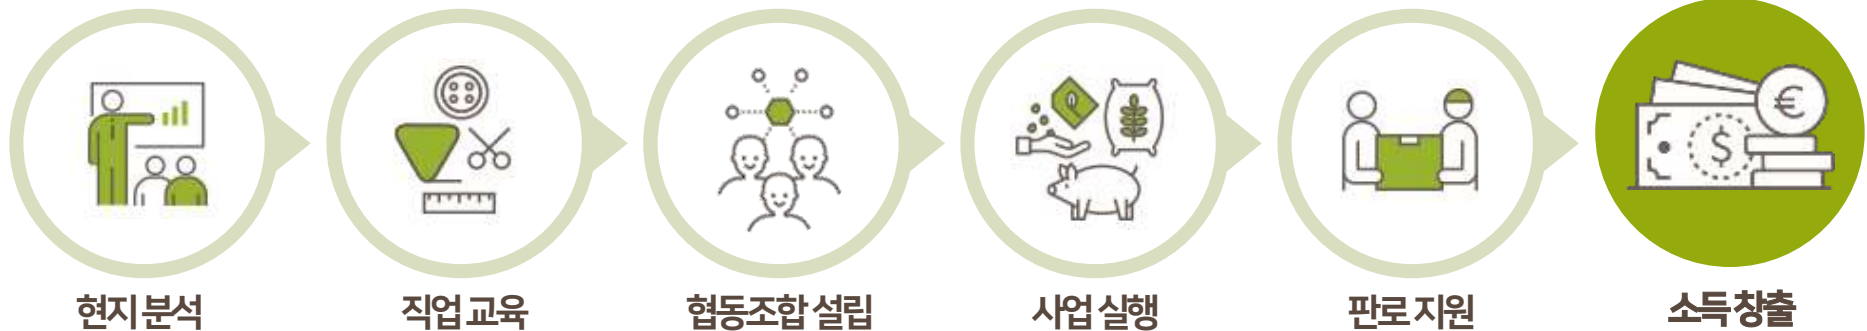 현지 분석
직업 교육
협동조합 설립
사업 실행
판로 지원
소득 창출